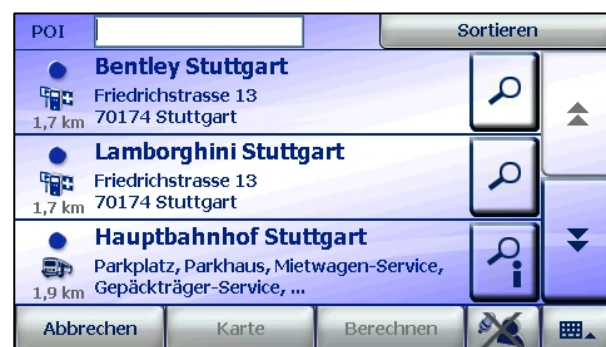 POI
Sortieren
Bentley Stuttgart
Friedrichstrasse 13
1,7 km 70174 Stuttgart
Lamborghini Stuttgart
Friedrichstrasse 13
1,7 km 70174 Stuttgart
Hauptbahnhof Stuttgart
Parkplatz, Parkhaus, Mietwagen-Service,
1,9 km Gepäckträger-Service, ...
Abbrechen Karte Berechnen